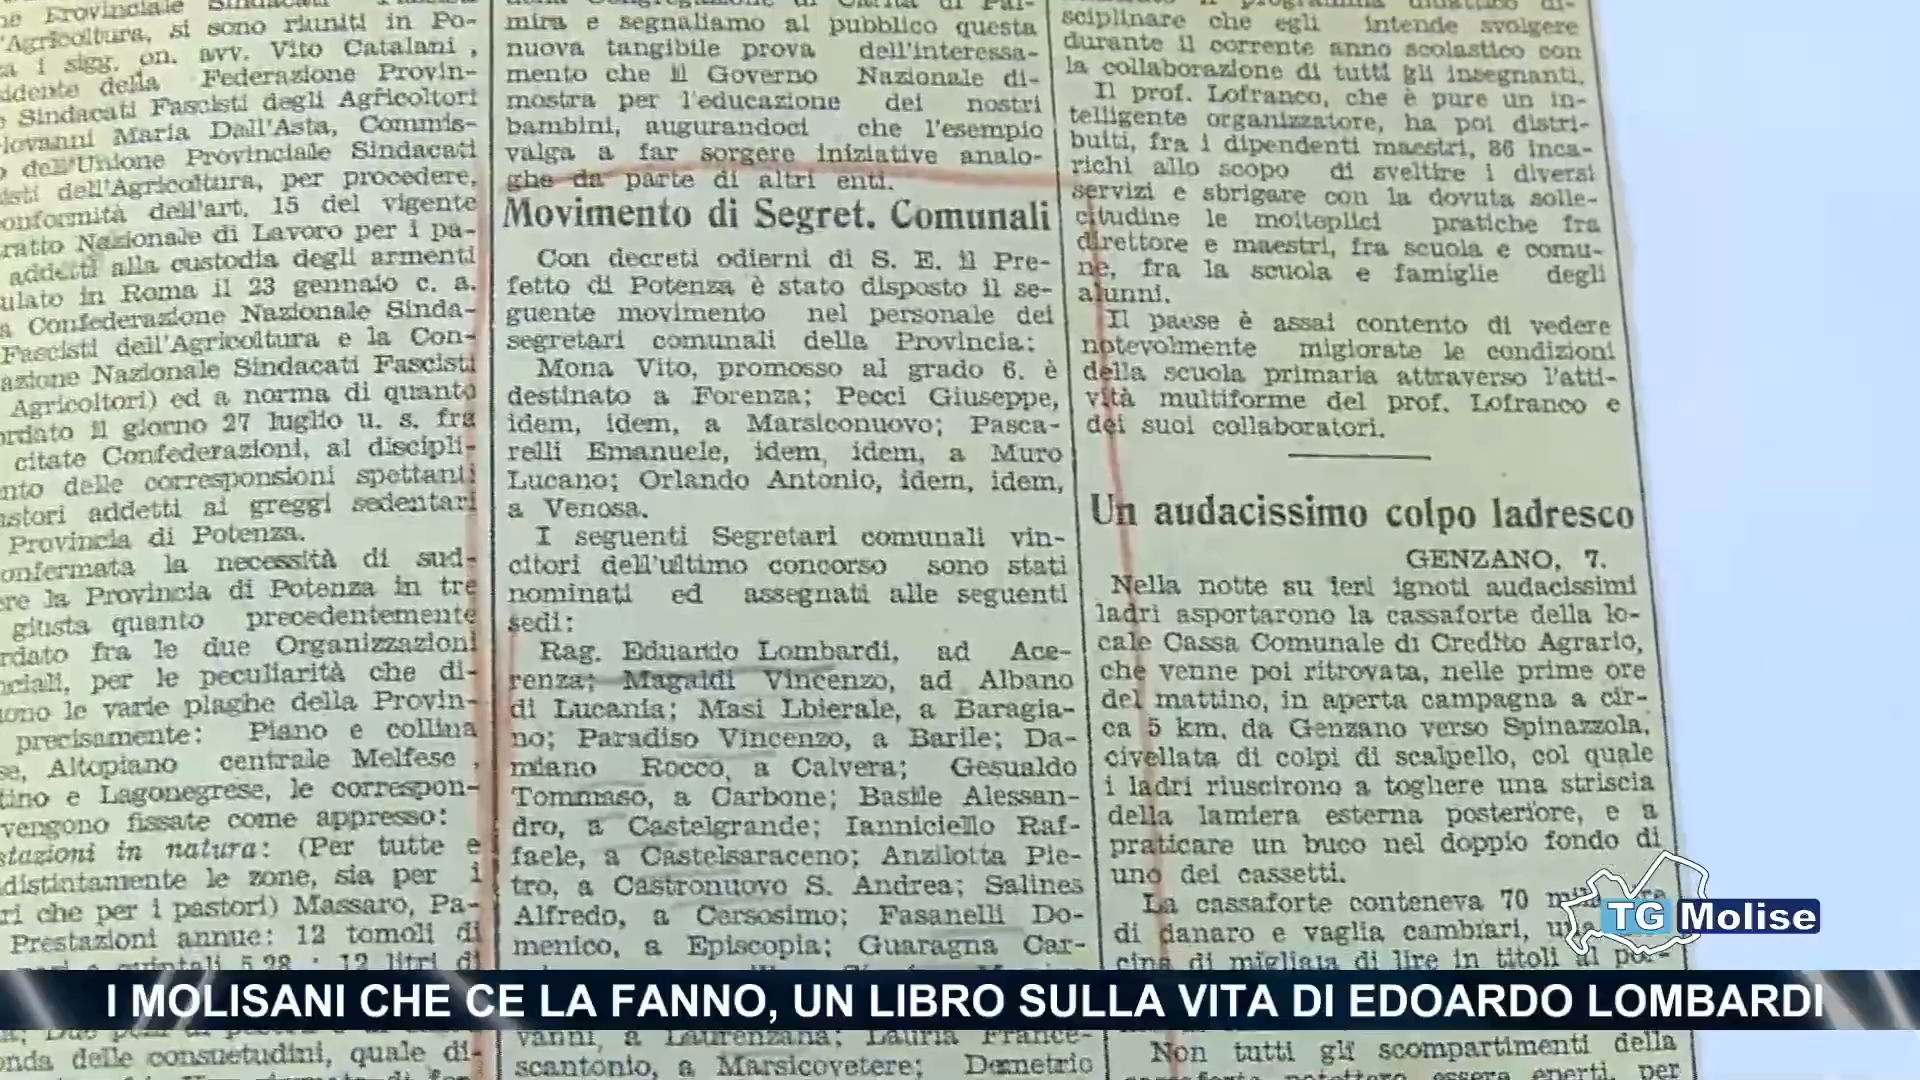 Provinciale Sindacati Fascisti
Agricoltura, si sono riuniti in Po-
i sigg. on. avv. Vito Catalani,
della Federazione Provin-
Sindacati Fascisti degli Agricoltori
Maria Dall'Asta, Commis-
dell'Unione Provinciale Sindacati
dell'Agricoltura, per procedere,
dell'art. 15 del vigente
Nazionale di Lavoro per i pa-
addetti alla custodia degli armenti
in Roma il 23 gennaio c. a.
Confederazione Nazionale Sinda-
Fascisti dell'Agricoltura e la Con-
Nazionale Sindacati Fascisti
Agricoltori) ed a norma di quanto
il giorno 27 luglio u. s. fra
citate Confederazioni, al discipli-
delle corresponsioni spettanti
addetti ai greggi sedentari
Provincia di Potenza.
la necessità di sud-
la Provincia di Potenza in tre
giusta quanto precedentemente
fra le due Organizzazioni
per le peculiarità che di-
le varie plaghe della Provin-
precisamente: Piano e collina
Altopiano centrale Melfese,
e Lagonegrese, le correspon-
vengono fissate come appresso:
in natura: (Per tutte e
distintamente le zone, sia per i
che per i pastori) Massaro, Pa-
Prestazioni annue: 12 tomoli di
quintali 5,28 : 12 litri di
delle consuetudini, quale di-
mira e segnaliamo al pubblico questa
nuova tangibile prova dell'interessa-
mento che il Governo Nazionale di-
mostra per l'educazione dei nostri
bambini, augurandoci che l'esempio
valga a far sorgere iniziative analo-
ghe da parte di altri enti.
Movimento di Segret. Comunali
Con decreti odierni di S. E. il Pre-
fetto di Potenza è stato disposto il se-
guente movimento nel personale dei
segretari comunali della Provincia:
Mona Vito, promosso al grado 6. è
destinato a Forenza; Pecci Giuseppe,
idem, idem, a Marsiconuovo; Pasca-
relli Emanuele, idem, idem, a Muro
Lucano; Orlando Antonio, idem, idem,
a Venosa.
I seguenti Segretari comunali vin-
citori dell'ultimo concorso sono stati
nominati ed assegnati alle seguenti
sedi:
Rag. Eduardo Lombardi, ad Ace-
renza; Magaldi Vincenzo, ad Albano
di Lucania; Masi Lbierale, a Baragia-
no; Paradiso Vincenzo, a Barile; Da-
miano Rocco, a Calvera; Gesualdo
Tommaso, a Carbone; Basile Alessan-
dro, a Castelgrande; Ianniciello Raf-
faele, a Castelsaraceno; Anzilotta Pie-
tro, a Castronuovo S. Andrea; Salines
Alfredo, a Cersosimo; Fasanelli Do-
menico, a Episcopia; Guaragna Car-
vanni, a Laurenzana; Lauria France-
scantonio, a Marsicovetere; Demetrio
sciplinare che egli intende svolgere
durante il corrente anno scolastico con
la collaborazione di tutti gli insegnanti.
Il prof. Lofranco, che è pure un in-
telligente organizzatore, ha poi distri-
buiti, fra i dipendenti maestri, 86 inca-
richi allo scopo di sveltire i diversi
servizi e sbrigare con la dovuta solle-
citudine le molteplici pratiche fra
direttore e maestri, fra scuola e comu-
ne, fra la scuola e famiglie degli
alunni.
Il paese è assai contento di vedere
notevolmente migliorate le condizioni
della scuola primaria attraverso l'atti-
vità multiforme del prof. Lofranco e
dei suoi collaboratori.
Un audacissimo colpo ladresco
GENZANO, 7.
Nella notte su ieri ignoti audacissimi
ladri asportarono la cassaforte della lo-
cale Cassa Comunale di Credito Agrario,
che venne poi ritrovata, nelle prime ore
del mattino, in aperta campagna a cir-
ca 5 km, da Genzano verso Spinazzola,
civellata di colpi di scalpello, col quale
i ladri riuscirono a togliere una striscia
della lamiera esterna posteriore, e a
praticare un buco nel doppio fondo di
uno dei cassetti.
La cassaforte conteneva 70
di danaro e vaglia cambiari,
cina di migliaia di lire in titoli al por-
Non tutti gli scompartimenti della
TG Molise
I MOLISANI CHE CE LA FANNO, UN LIBRO SULLA VITA DI EDOARDO LOMBARDI